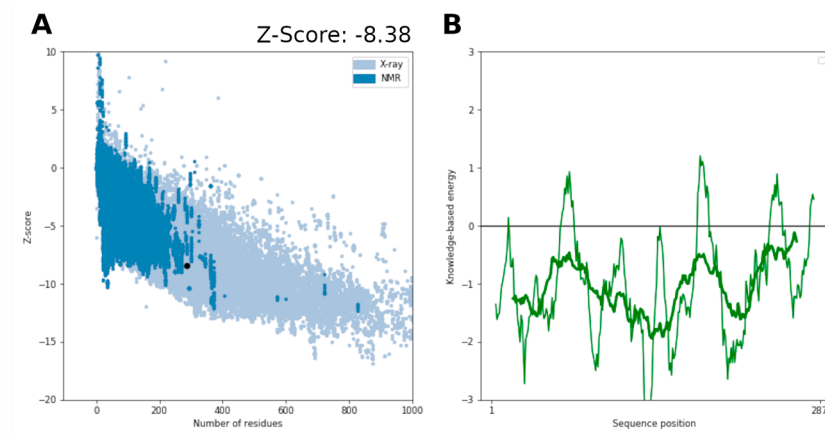 A
Z-Score: -8.38
B
10
5
0
−5
−10
−15
−20
Z-score
0
200
400
600
800
1000
Number of residues
X-ray
NMR
3
2
1
0
−1
−2
−3
Knowledge-based energy
1
287
Sequence position